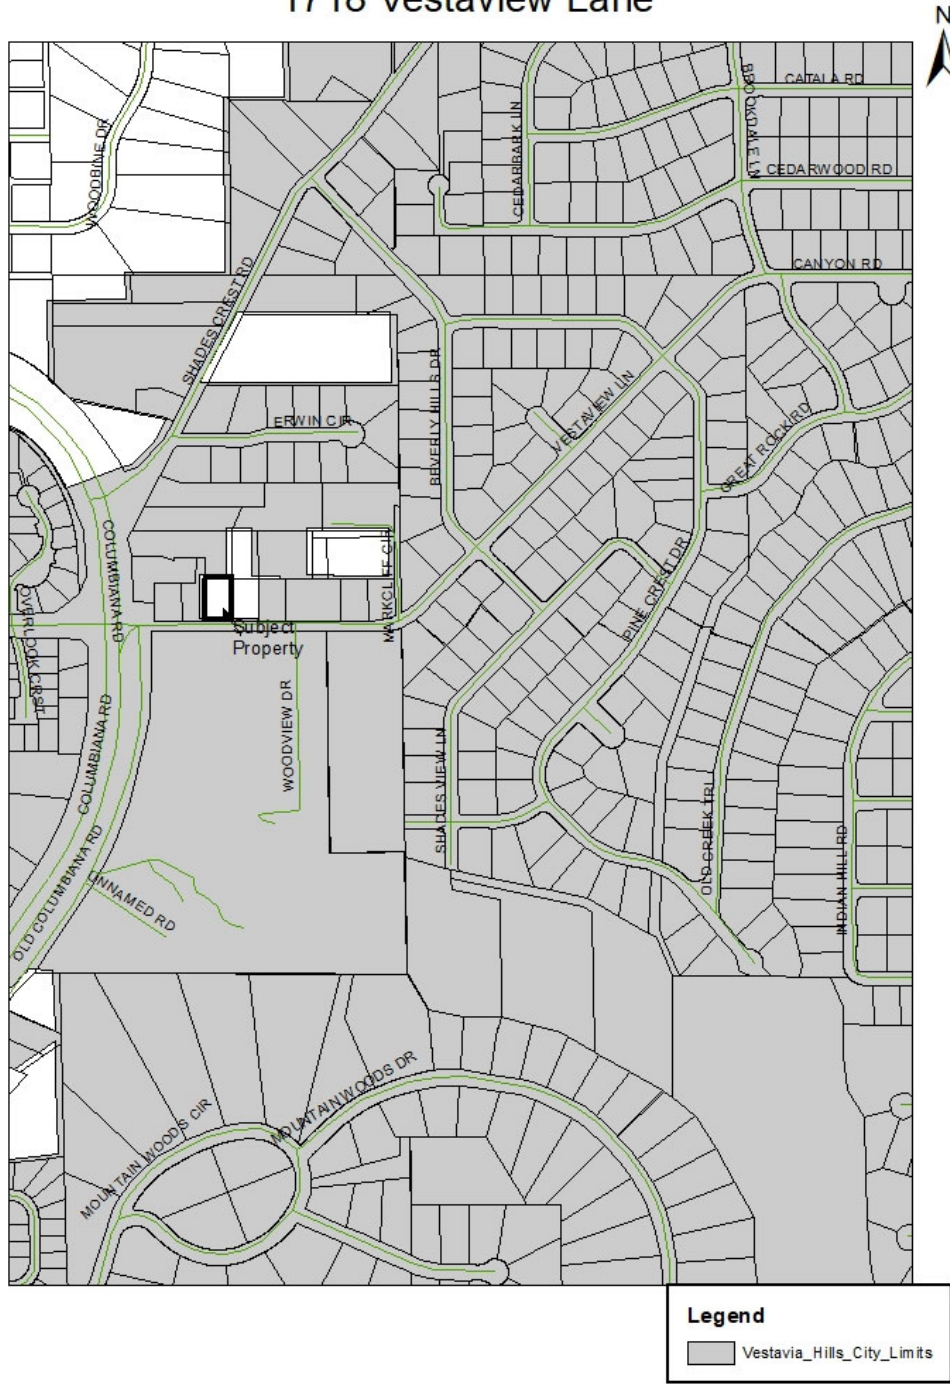 1718 Vestaview Lane
N
CATALA RD
BROOKDALE LN
WOODBINE DR
CEDARBARK LN
CEDARWOOD RD
CANYON RD
SHADES CREST RD
BEVERLY HILLS DR
VESTAVIEW LN
ERWIN CIR
GREAT ROCK RD
COLUMBIANA RD
MARKCLIFF CIR
PINE CREST DR
OVERLOOK CRST
Subject
Property
WOODVIEW DR
COLUMBIANA RD
SHADES VIEW LN
OLD CREEK TRL
INDIAN HILL RD
OLD COLUMBIANA RD
UNNAMED RD
MOUNTAIN WOODS DR
MOUNTAIN WOODS CIR
Legend
Vestavia_Hills_City_Limits